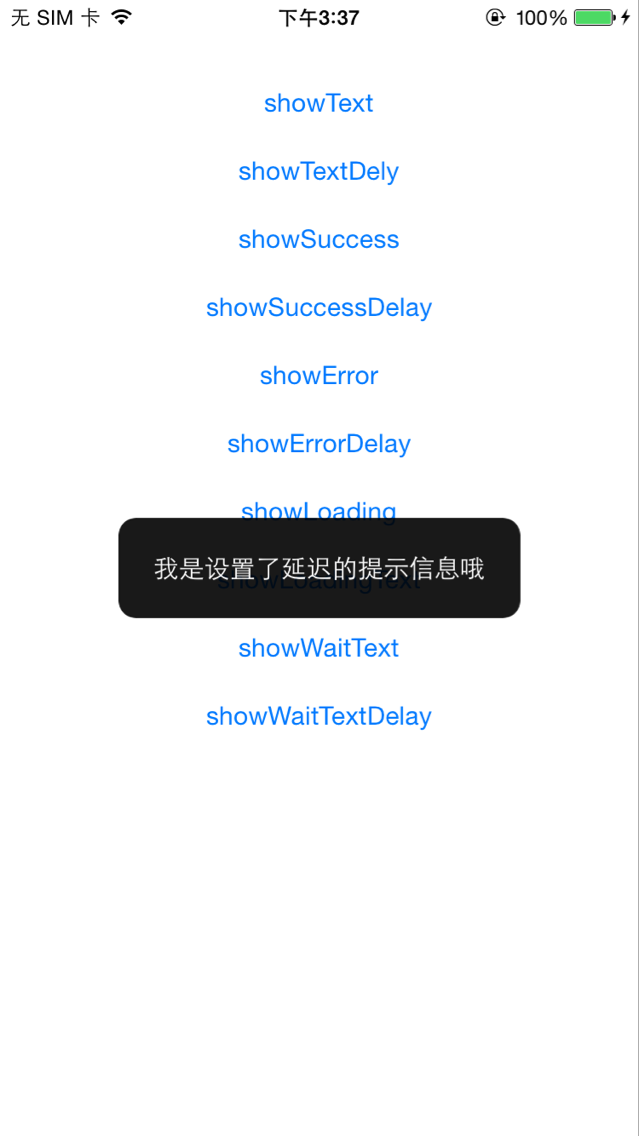 无 SIM 卡 下午3:37 100%
showText
showTextDely
showSuccess
showSuccessDelay
showError
showErrorDelay
showLoading
我是设置了延迟的提示信息哦
showLoadingText
showWaitText
showWaitTextDelay